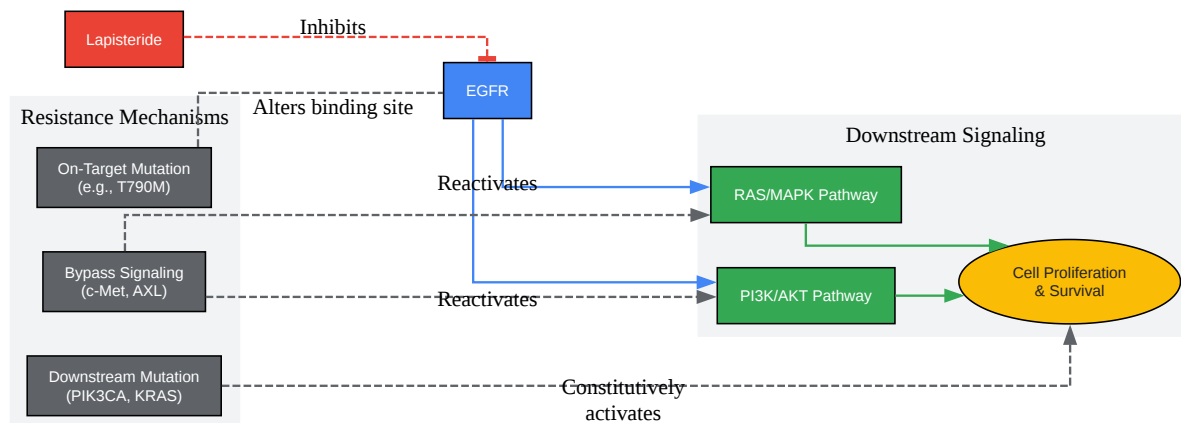 Lapisteride
Inhibits
EGFR
Resistance Mechanisms
Alters binding site
Downstream Signaling
On-Target Mutation
(e.g., T790M)
Reactivates
RAS/MAPK Pathway
Bypass Signaling
(c-Met, AXL)
Reactivates
PI3K/AKT Pathway
Cell Proliferation
& Survival
Downstream Mutation
(PIK3CA, KRAS)
Constitutively
activates